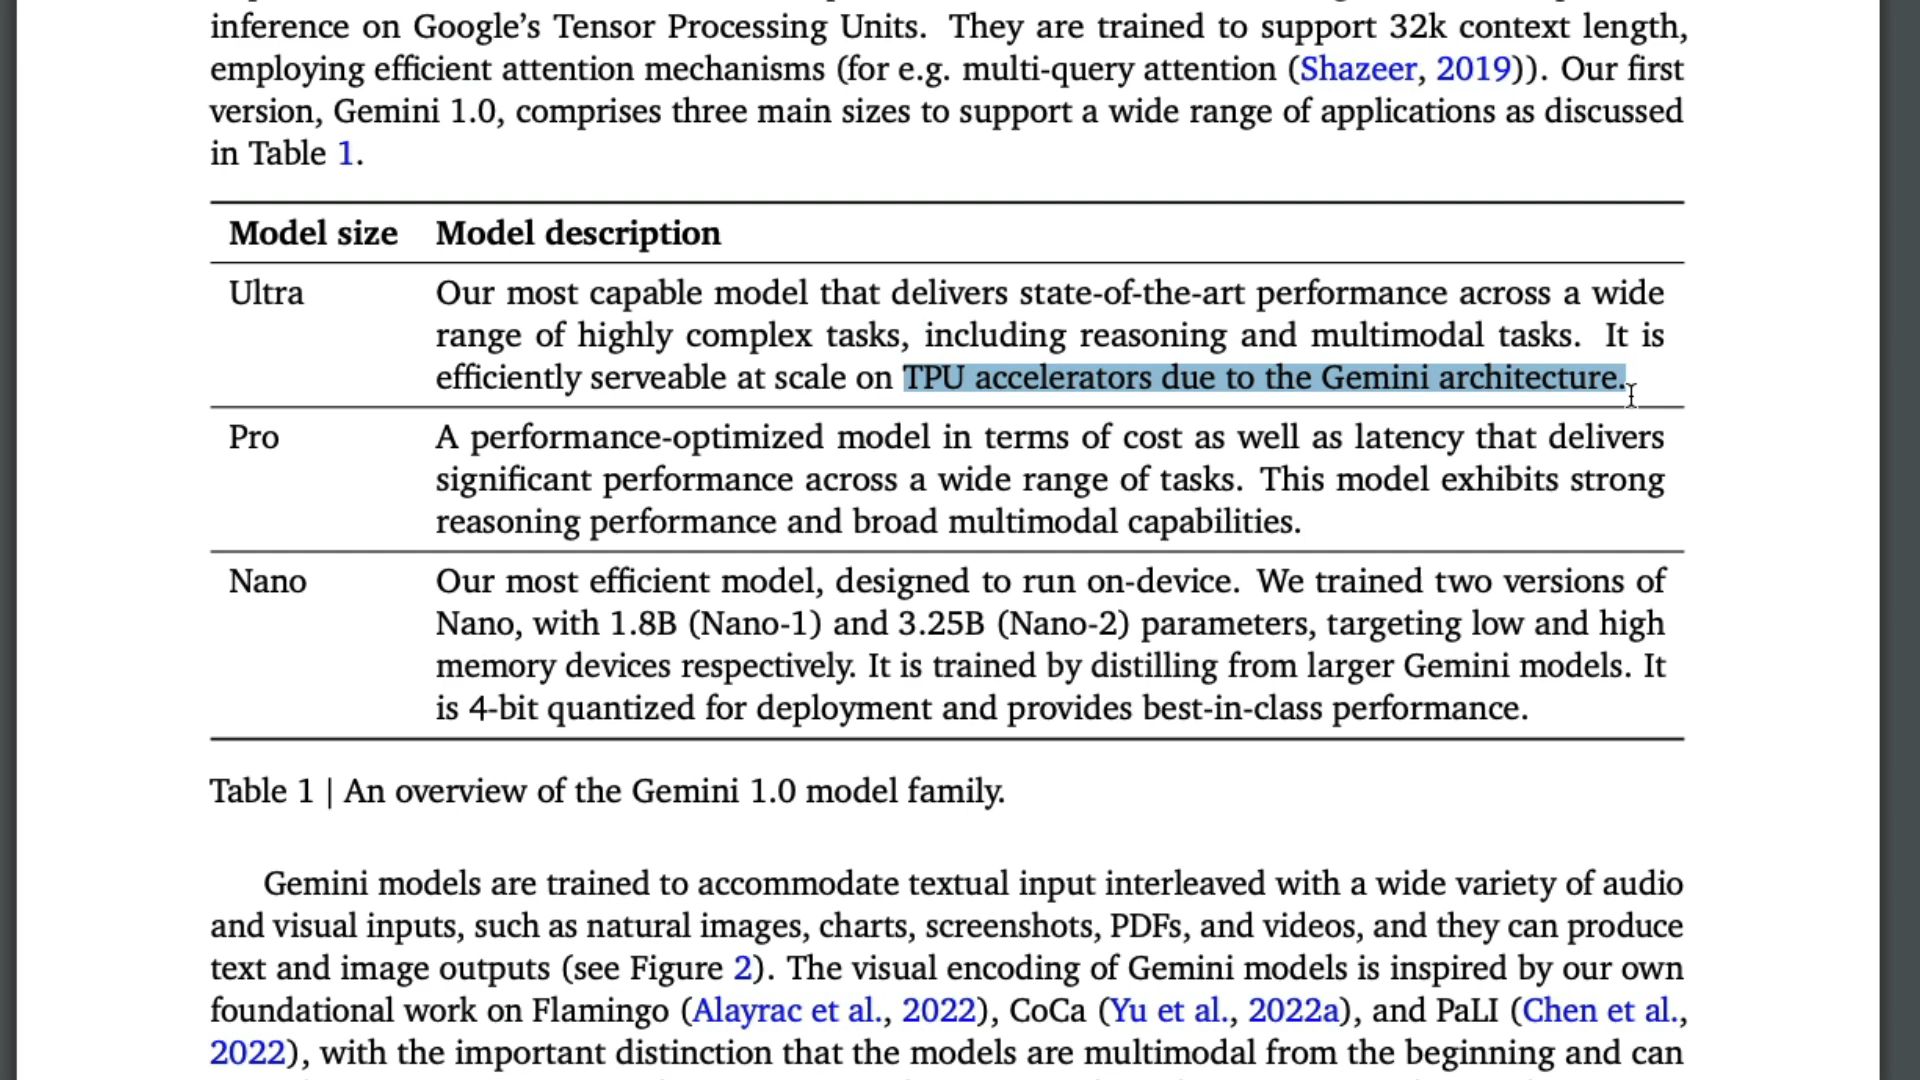 inference on Google’s Tensor Processing Units. They are trained to support 32k context length,
employing efficient attention mechanisms (for e.g. multi-query attention (Shazeer, 2019)). Our first
version, Gemini 1.0, comprises three main sizes to support a wide range of applications as discussed
in Table 1.
Model size Model description
Ultra Our most capable model that delivers state-of-the-art performance across a wide
range of highly complex tasks, including reasoning and multimodal tasks. It is
efficiently serveable at scale on TPU accelerators due to the Gemini architecture.
Pro A performance-optimized model in terms of cost as well as latency that delivers
significant performance across a wide range of tasks. This model exhibits strong
reasoning performance and broad multimodal capabilities.
Nano Our most efficient model, designed to run on-device. We trained two versions of
Nano, with 1.8B (Nano-1) and 3.25B (Nano-2) parameters, targeting low and high
memory devices respectively. It is trained by distilling from larger Gemini models. It
is 4-bit quantized for deployment and provides best-in-class performance.
Table 1 | An overview of the Gemini 1.0 model family.
Gemini models are trained to accommodate textual input interleaved with a wide variety of audio
and visual inputs, such as natural images, charts, screenshots, PDFs, and videos, and they can produce
text and image outputs (see Figure 2). The visual encoding of Gemini models is inspired by our own
foundational work on Flamingo (Alayrac et al., 2022), CoCa (Yu et al., 2022a), and PaLI (Chen et al.,
2022), with the important distinction that the models are multimodal from the beginning and can